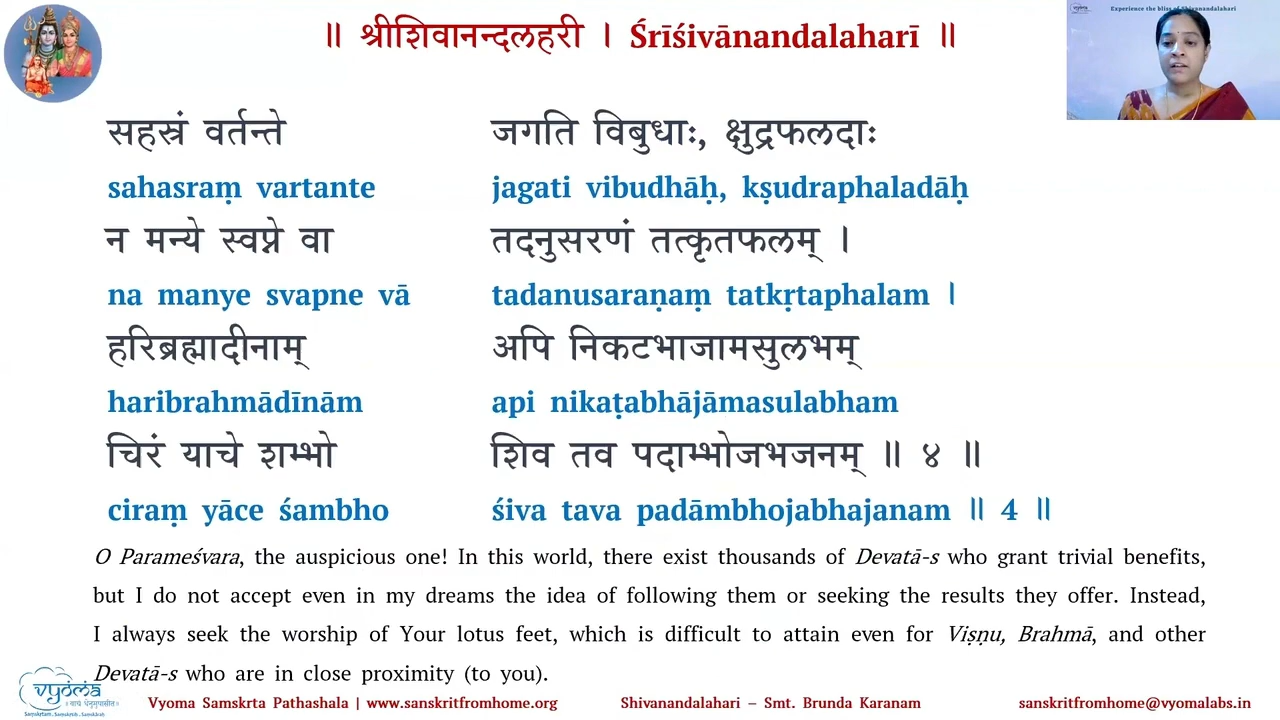 Experience the bliss of Shivanandalahari
॥ श्रीशिवानन्दलहरी । Śrīśivānandalaharī ॥
सहस्रं वर्तन्ते जगति विबुधाः, क्षुद्रफलदाः
sahasraṃ vartante jagati vibudhāḥ, kṣudraphaladāḥ
न मन्ये स्वप्ने वा तदनुसरणं तत्कृतफलम् ।
na manye svapne vā tadanusaraṇaṃ tatkṛtaphalam ।
हरिब्रह्मादीनाम् अपि निकटभाजामसुलभम्
haribrahmādīnām api nikaṭabhājāmasulabham
चिरं याचे शम्भो शिव तव पदाम्भोजभजनम् ॥ ४ ॥
ciraṃ yāce śambho śiva tava padāmbhojabhajanam ॥ 4 ॥
O Parameśvara, the auspicious one! In this world, there exist thousands of Devatā-s who grant trivial benefits,
but I do not accept even in my dreams the idea of following them or seeking the results they offer. Instead,
I always seek the worship of Your lotus feet, which is difficult to attain even for Viṣṇu, Brahmā, and other
Devatā-s who are in close proximity (to you).
vyoma
Vyoma Samskrta Pathashala | www.sanskritfromhome.org Shivanandalahari – Smt. Brunda Karanam sanskritfromhome@vyomalabs.in